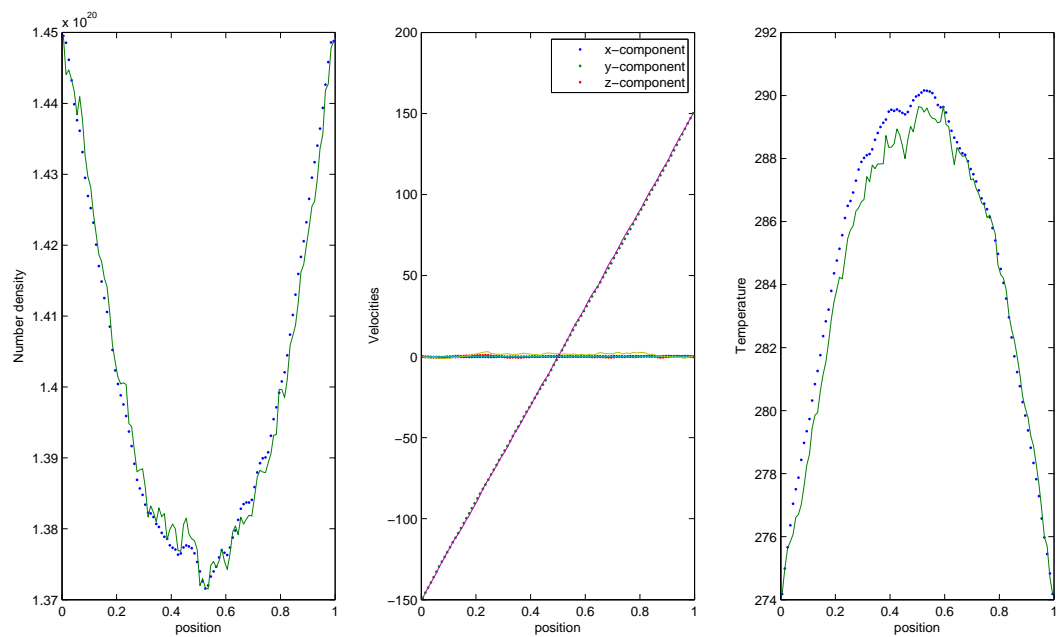 x 10^20
1.45
1.44
1.43
1.42
1.41
1.4
1.39
1.38
1.37
Number density
0 0.2 0.4 0.6 0.8 1
position
200
150
100
50
0
−50
−100
−150
Velocities
x−component
y−component
z−component
0 0.2 0.4 0.6 0.8 1
position
292
290
288
286
284
282
280
278
276
274
Temperature
0 0.2 0.4 0.6 0.8 1
position